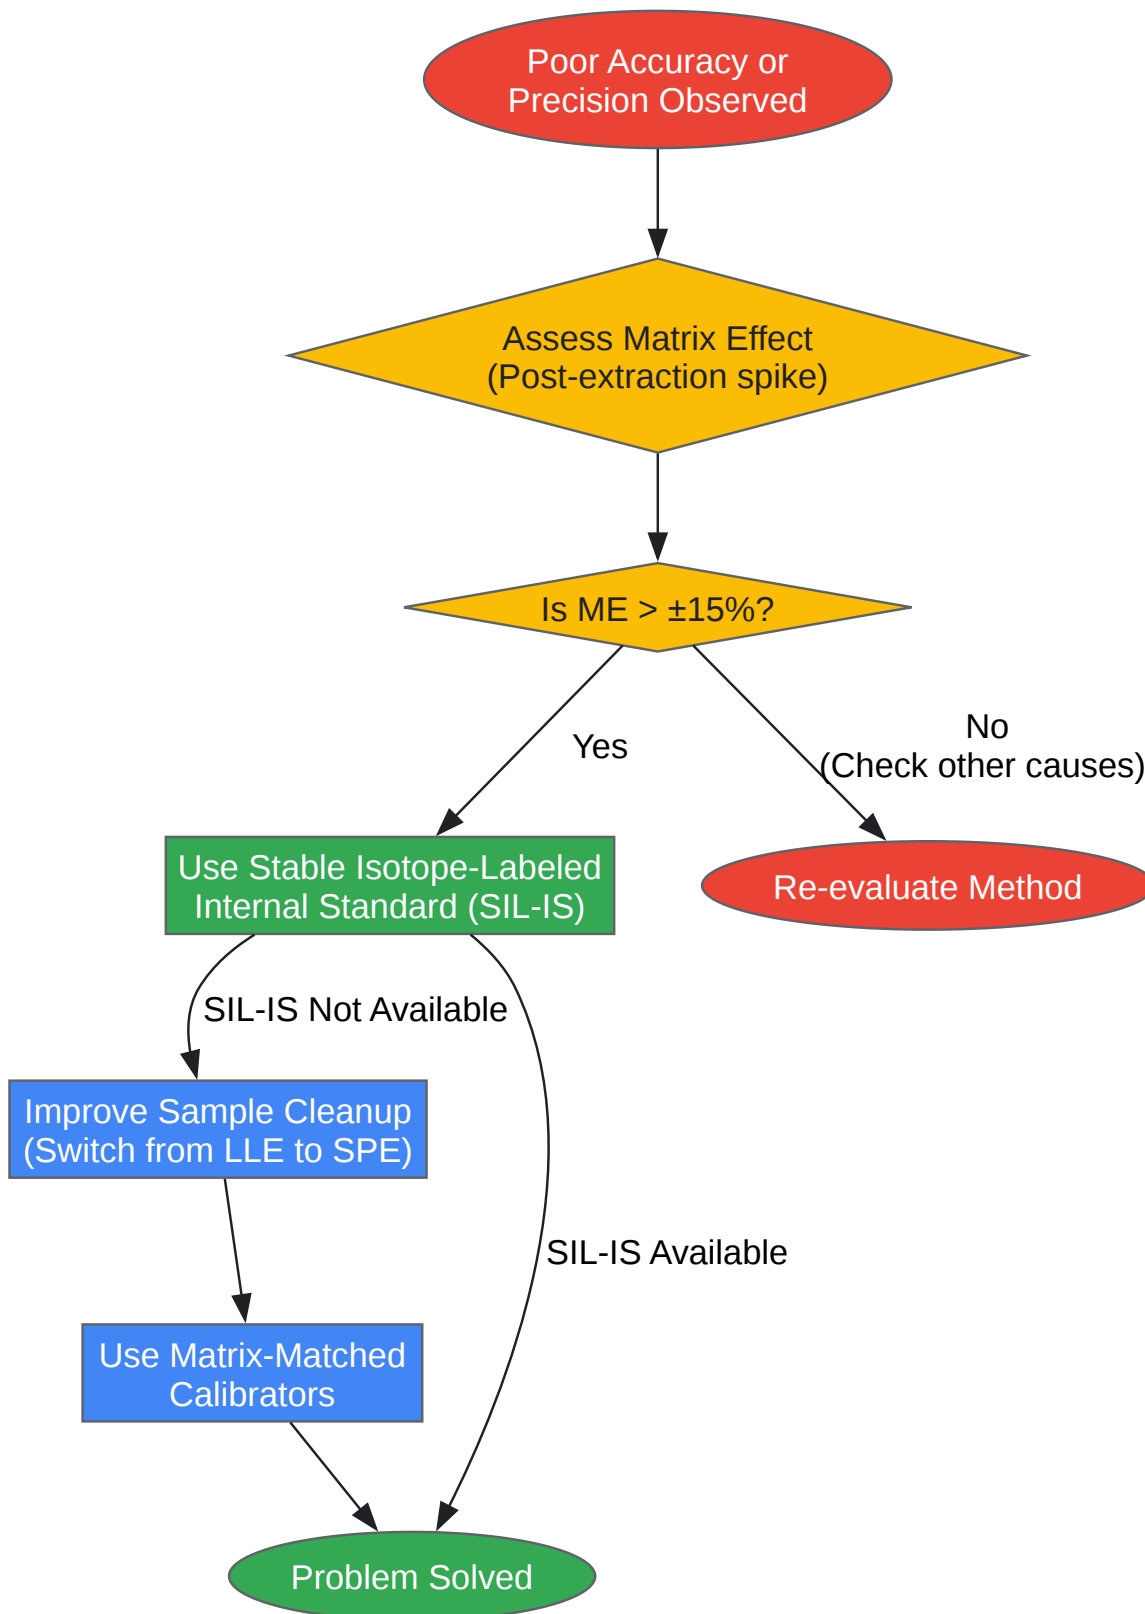 Poor Accuracy or
Precision Observed
Assess Matrix Effect
(Post-extraction spike)
Is ME > ±15%?
Yes
No
(Check other causes)
Use Stable Isotope-Labeled
Internal Standard (SIL-IS)
Re-evaluate Method
SIL-IS Not Available
Improve Sample Cleanup
(Switch from LLE to SPE)
SIL-IS Available
Use Matrix-Matched
Calibrators
Problem Solved